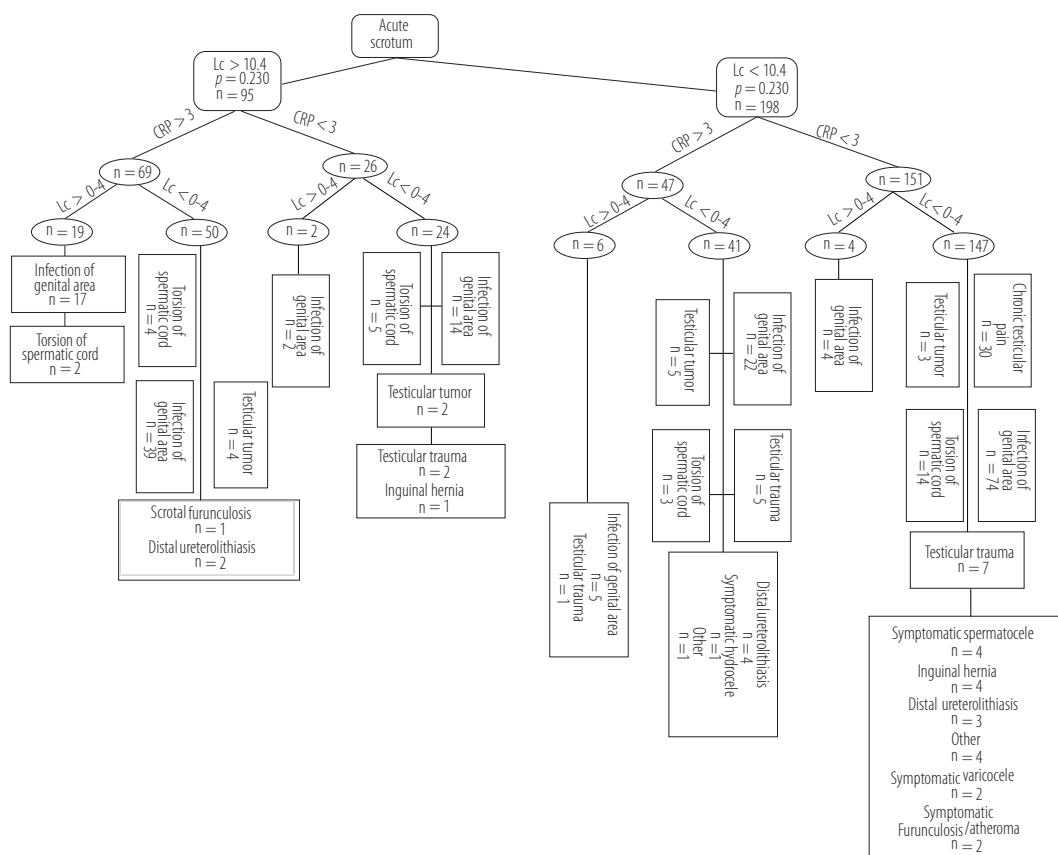 Acute
scrotum
Lc > 10.4
p = 0.230
n = 95
Lc < 10.4
p = 0.230
n = 198
CRP > 3
CRP < 3
CRP > 3
CRP < 3
n = 69
n = 26
n = 47
n = 151
Lc > 0-4
Lc < 0-4
Lc > 0-4
Lc < 0-4
Lc > 0-4
Lc < 0-4
Lc > 0-4
Lc < 0-4
n = 19
n = 50
n = 2
n = 24
n = 6
n = 41
n = 4
n = 147
Infection of
genital area
n = 17
Torsion of
spermatic cord
n = 2
Torsion of
spermatic cord
n = 4
Infection of
genital area
n = 39
Testicular tumor
n = 4
Scrotal furunculosis
n = 1
Distal ureterolithiasis
n = 2
Infection of
genital area
n = 2
Torsion of
spermatic cord
n = 5
Infection of
genital area
n = 14
Testicular tumor
n = 2
Testicular trauma
n = 2
Inguinal hernia
n = 1
Infection of genital area
n = 5
Testicular trauma
n = 1
Testicular tumor
n = 5
Infection of
genital area
n = 22
Torsion of
spermatic cord
n = 3
Testicular trauma
n = 5
Distal ureterolithiasis
n = 4
Symptomatic hydrocele
n = 1
Other
n = 1
Infection of
genital area
n = 4
Testicular tumor
n = 3
Chronic testicular
pain
n = 30
Torsion of
spermatic cord
n = 14
Infection of
genital area
n = 74
Testicular trauma
n = 7
Symptomatic spermatocele
n = 4
Inguinal hernia
n = 4
Distal ureterolithiasis
n = 3
Other
n = 4
Symptomatic varicocele
n = 2
Symptomatic
Furunculosis/atheroma
n = 2